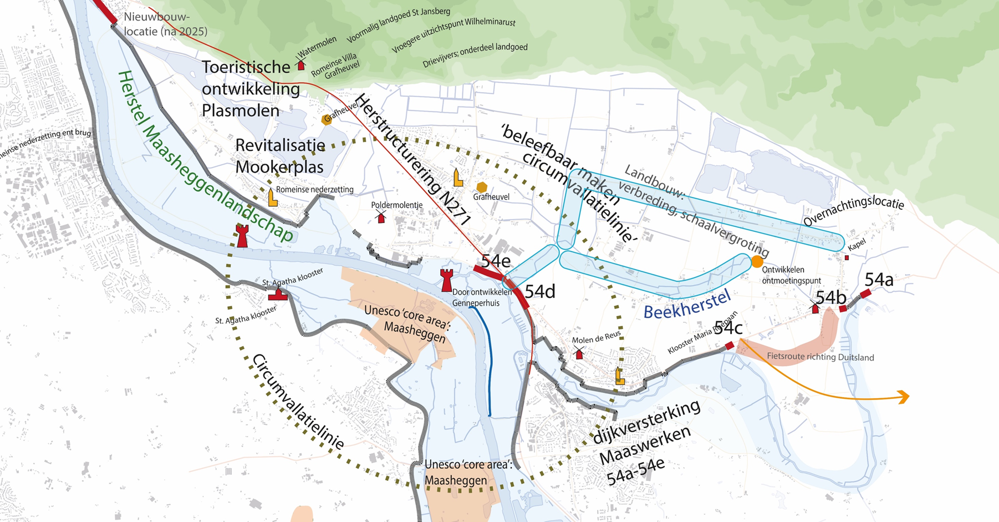 Nieuwbouw-
locatie (na 2025)
Voormalig landgoed St Jansberg
Vroegere uitzichtspunt Wilhelminarust
Drievijvers; onderdeel landgoed
Watermolen
Romeinse Villa
Grafheuvel
Toeristische
ontwikkeling
Plasmolen
Grafheuvel
Herstel Maasheggenlandschap
Herstructurering N271
Revitalisatie
Mookerplas
nederzetting ent brug
Romeinse nederzetting
Poldermolentje
Grafheuvel
'beleefbaar maken
circumvallatielinie'
Landbouw:
verbreding, schaalvergroting
Overnachtingslocatie
Kapel
Ontwikkelen
ontmoetingspunt
54e
54d
54a
54b
54c
Door ontwikkelen
Genneperhuis
St. Agatha klooster
St. Agatha klooster
Unesco 'core area':
Maasheggen
Beekherstel
Klooster Maria Roepaan
Molen de Reus
Fietsroute richting Duitsland
Circumvallatielinie
dijkversterking
Maaswerken
54a-54e
Unesco 'core area':
Maasheggen